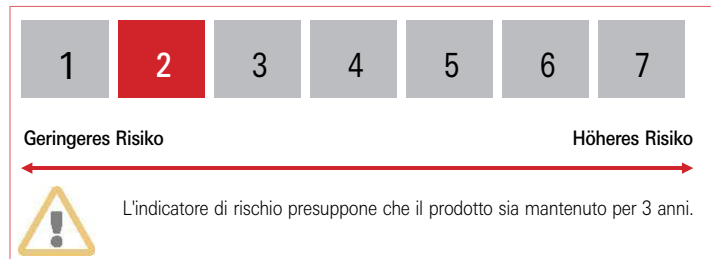 1 2 3 4 5 6 7
Geringeres Risiko Höheres Risiko
L'indicatore di rischio presuppone che il prodotto sia mantenuto per 3 anni.